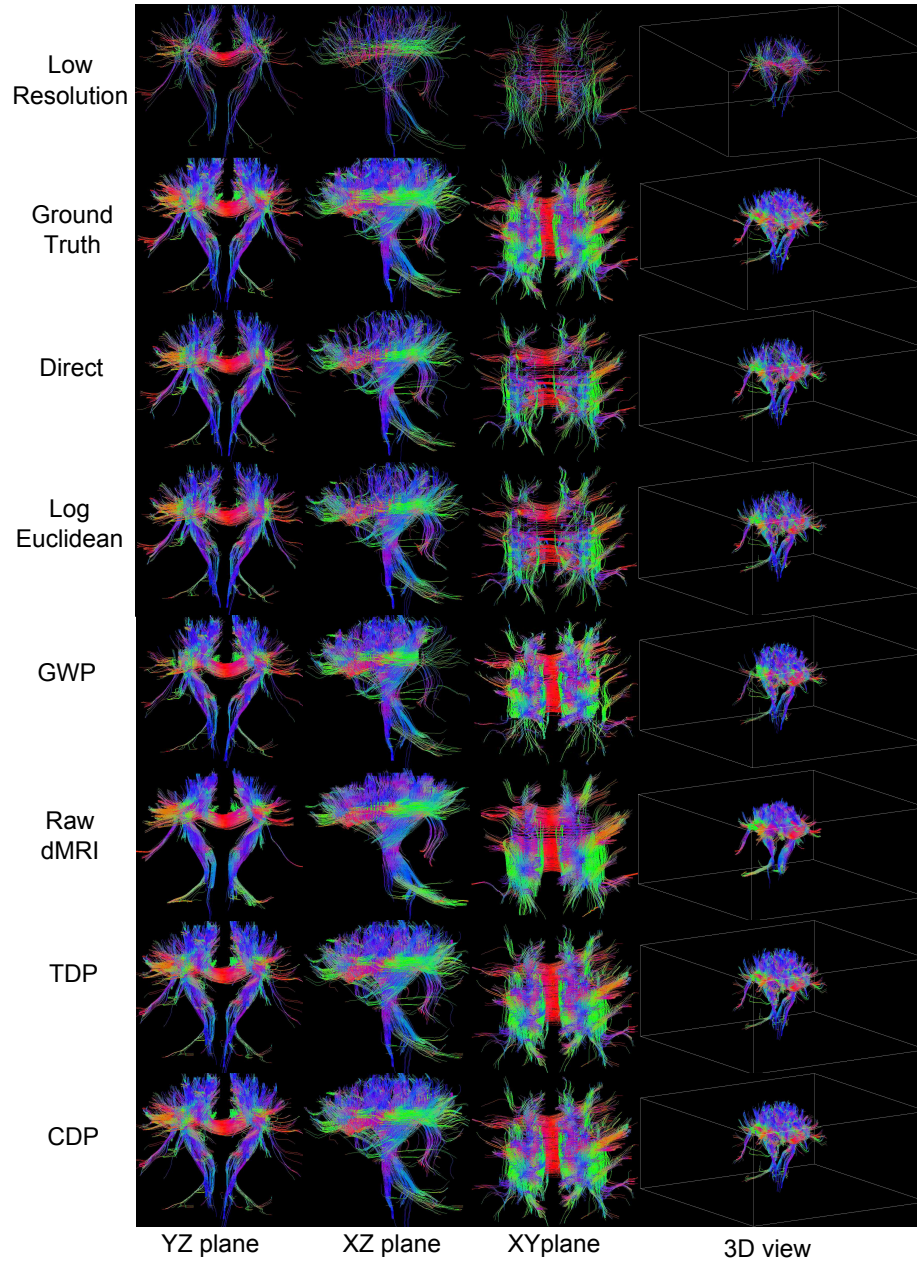 Low
Resolution
Ground
Truth
Direct
Log
Euclidean
GWP
Raw
dMRI
TDP
CDP
YZ plane
XZ plane
XYplane
3D view